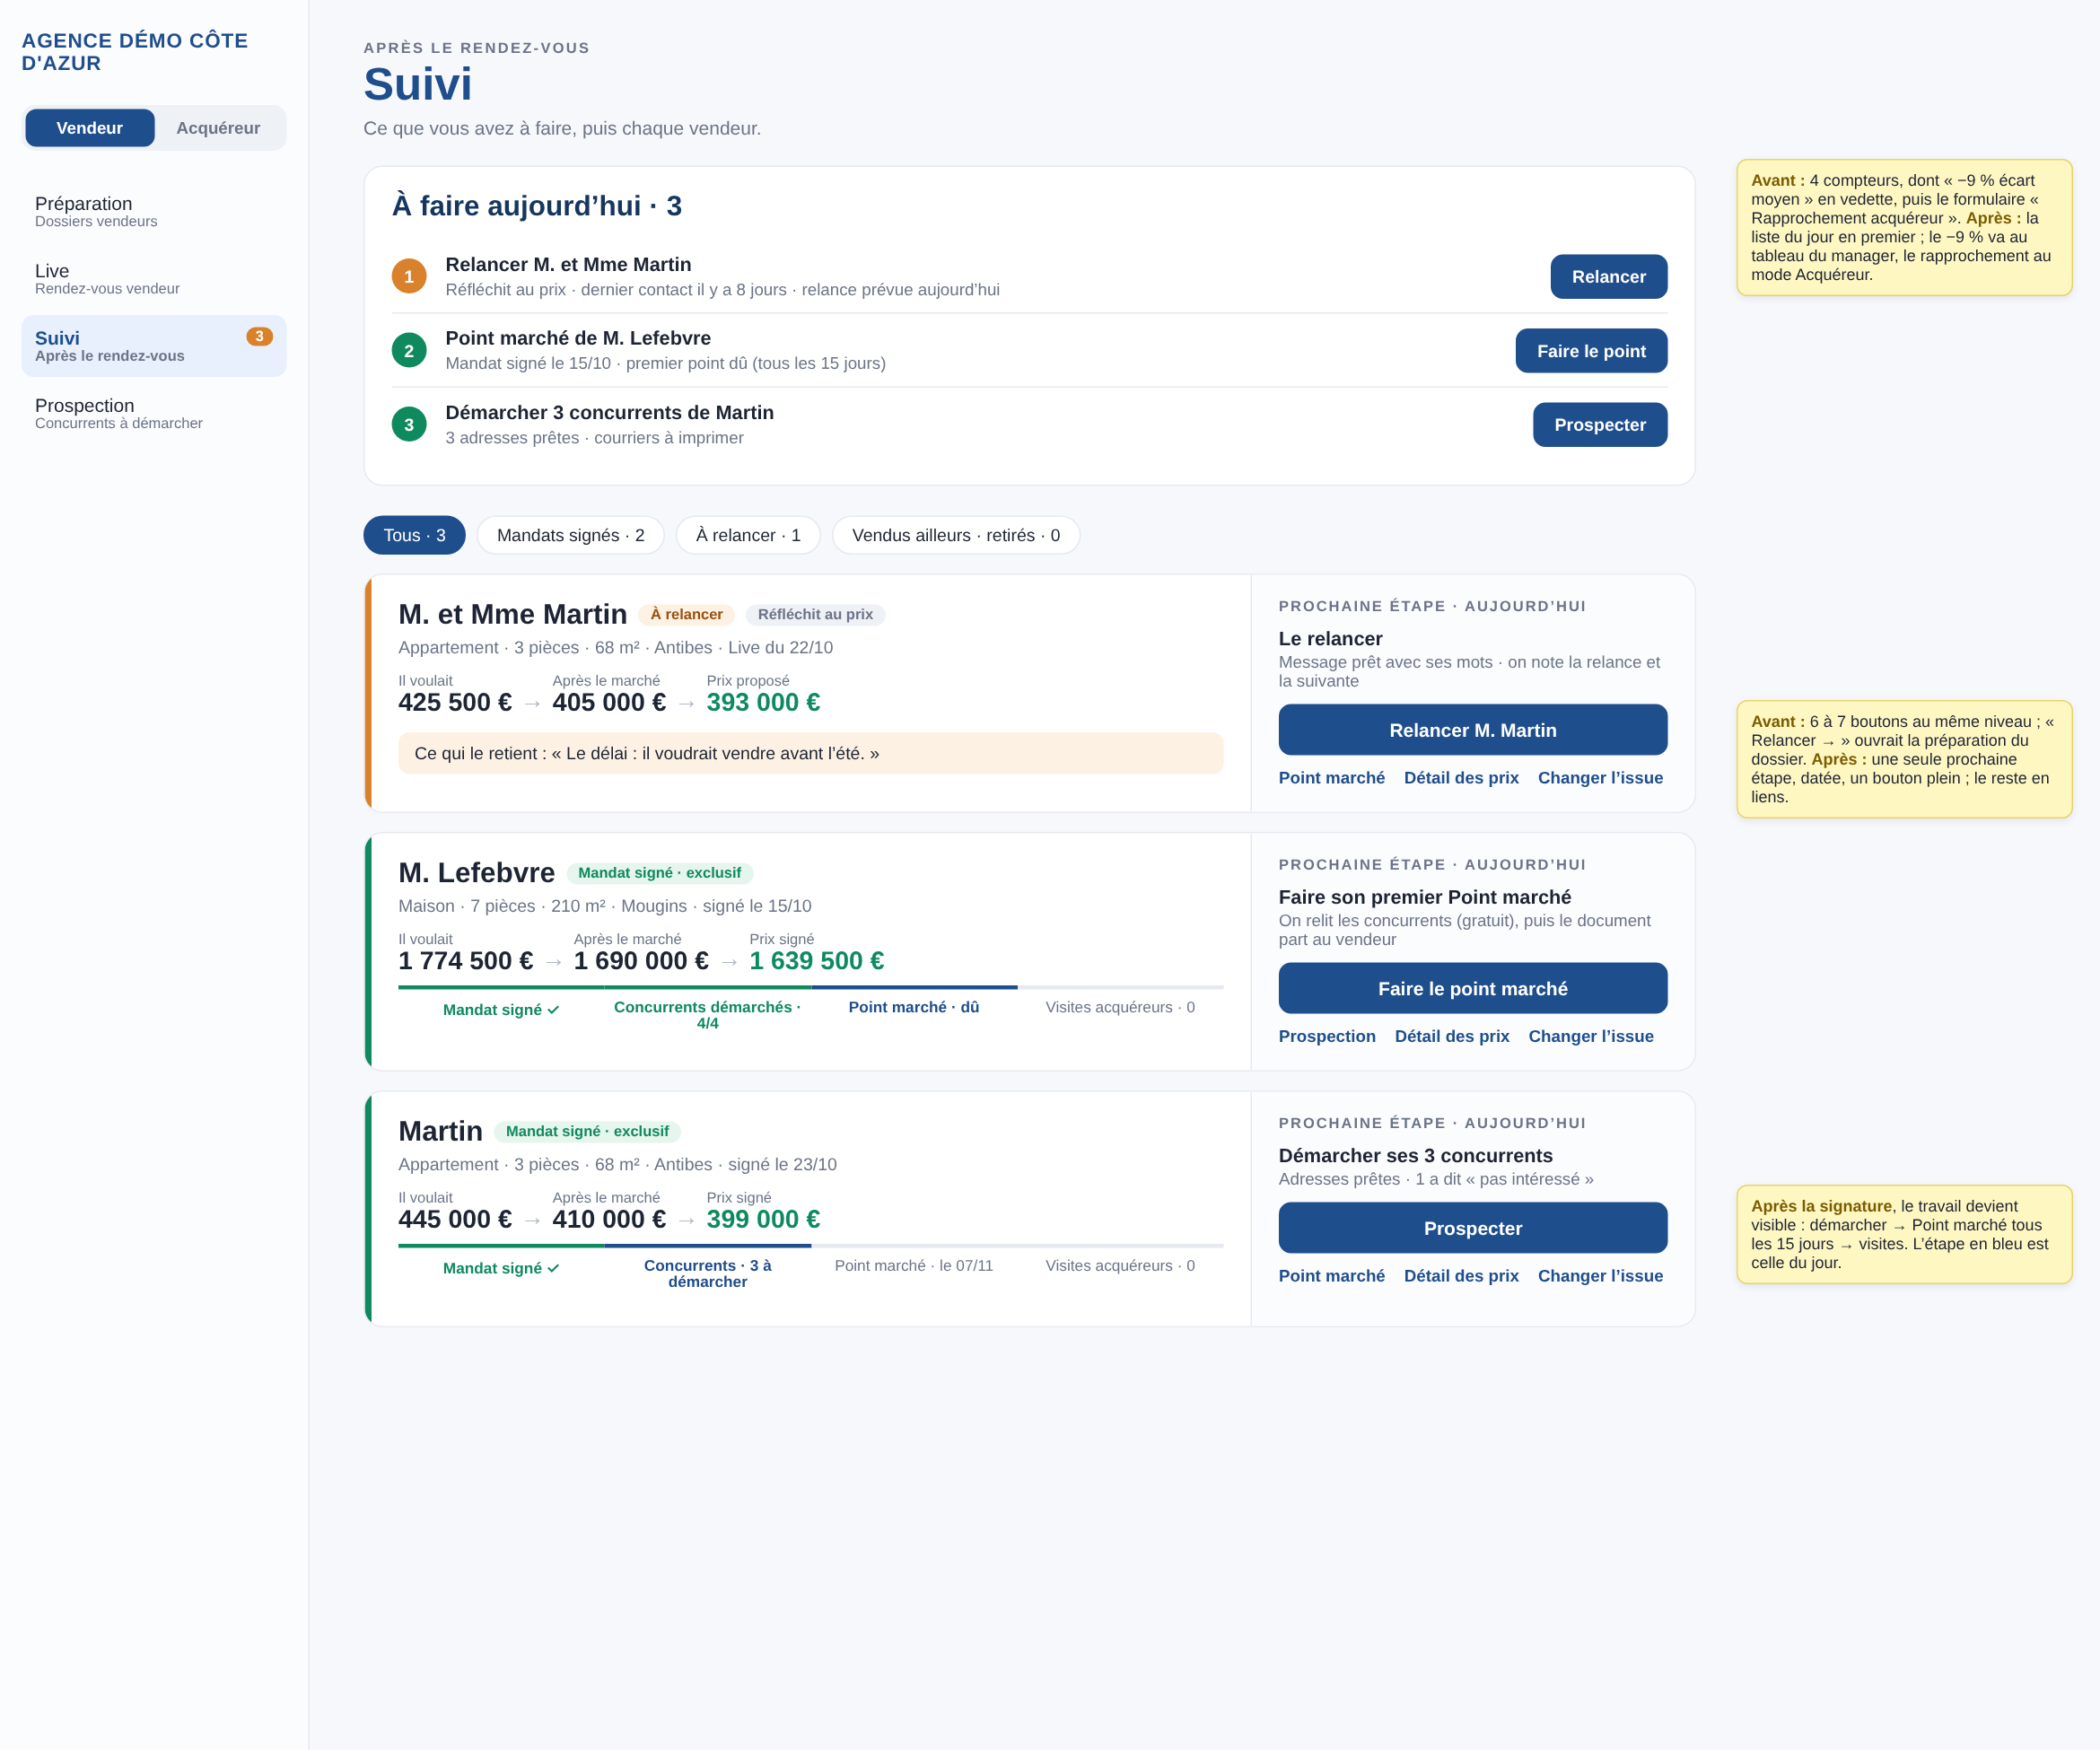 AGENCE DÉMO CÔTE
D'AZUR
Vendeur
Acquéreur
Préparation
Dossiers vendeurs
Live
Rendez-vous vendeur
Suivi
3
Après le rendez-vous
Prospection
Concurrents à démarcher
APRÈS LE RENDEZ-VOUS
Suivi
Ce que vous avez à faire, puis chaque vendeur.
À faire aujourd’hui · 3
1
Relancer M. et Mme Martin
Réfléchit au prix · dernier contact il y a 8 jours · relance prévue aujourd’hui
Relancer
2
Point marché de M. Lefebvre
Mandat signé le 15/10 · premier point dû (tous les 15 jours)
Faire le point
3
Démarcher 3 concurrents de Martin
3 adresses prêtes · courriers à imprimer
Prospecter
Tous · 3
Mandats signés · 2
À relancer · 1
Vendus ailleurs · retirés · 0
M. et Mme Martin
À relancer
Réfléchit au prix
Appartement · 3 pièces · 68 m² · Antibes · Live du 22/10
Il voulait
Après le marché
Prix proposé
425 500 € → 405 000 € → 393 000 €
Ce qui le retient : « Le délai : il voudrait vendre avant l’été. »
PROCHAINE ÉTAPE · AUJOURD’HUI
Le relancer
Message prêt avec ses mots · on note la relance et
la suivante
Relancer M. Martin
Point marché
Détail des prix
Changer l’issue
M. Lefebvre
Mandat signé · exclusif
Maison · 7 pièces · 210 m² · Mougins · signé le 15/10
Il voulait
Après le marché
Prix signé
1 774 500 € → 1 690 000 € → 1 639 500 €
Mandat signé ✓
Concurrents démarchés ·
4/4
Point marché · dû
Visites acquéreurs · 0
PROCHAINE ÉTAPE · AUJOURD’HUI
Faire son premier Point marché
On relit les concurrents (gratuit), puis le document
part au vendeur
Faire le point marché
Prospection
Détail des prix
Changer l’issue
Martin
Mandat signé · exclusif
Appartement · 3 pièces · 68 m² · Antibes · signé le 23/10
Il voulait
Après le marché
Prix signé
445 000 € → 410 000 € → 399 000 €
Mandat signé ✓
Concurrents · 3 à
démarcher
Point marché · le 07/11
Visites acquéreurs · 0
PROCHAINE ÉTAPE · AUJOURD’HUI
Démarcher ses 3 concurrents
Adresses prêtes · 1 a dit « pas intéressé »
Prospecter
Point marché
Détail des prix
Changer l’issue
Avant : 4 compteurs, dont « −9 % écart
moyen » en vedette, puis le formulaire «
Rapprochement acquéreur ». Après : la
liste du jour en premier ; le −9 % va au
tableau du manager, le rapprochement au
mode Acquéreur.
Avant : 6 à 7 boutons au même niveau ; «
Relancer → » ouvrait la préparation du
dossier. Après : une seule prochaine
étape, datée, un bouton plein ; le reste en
liens.
Après la signature, le travail devient
visible : démarcher → Point marché tous
les 15 jours → visites. L’étape en bleu est
celle du jour.